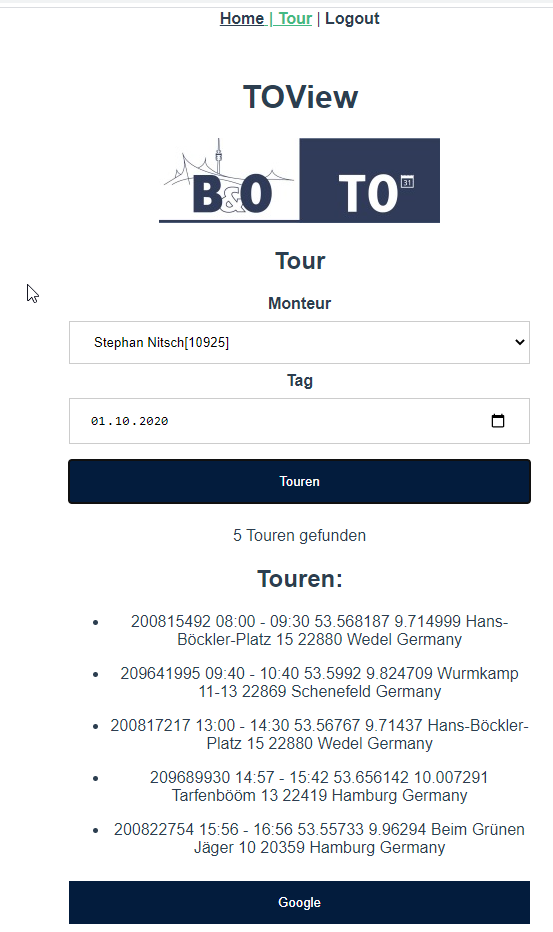 Home | Tour | Logout
TOView
B&O TO 31
Tour
Monteur
Stephan Nitsch[10925]
Tag
01.10.2020
Touren
5 Touren gefunden
Touren:
200815492 08:00 - 09:30 53.568187 9.714999 Hans-
Böckler-Platz 15 22880 Wedel Germany
209641995 09:40 - 10:40 53.5992 9.824709 Wurmkamp
11-13 22869 Schenefeld Germany
200817217 13:00 - 14:30 53.56767 9.71437 Hans-Böckler-
Platz 15 22880 Wedel Germany
209689930 14:57 - 15:42 53.656142 10.007291
Tarfenbööm 13 22419 Hamburg Germany
200822754 15:56 - 16:56 53.55733 9.96294 Beim Grünen
Jäger 10 20359 Hamburg Germany
Google